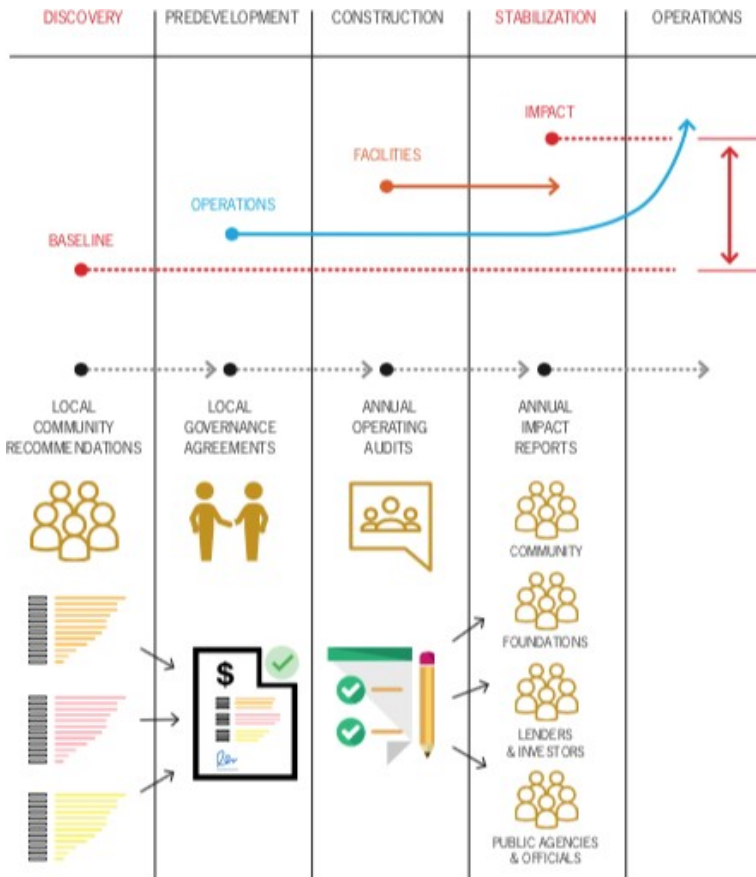 DISCOVERY
PREDEVELOPMENT
CONSTRUCTION
STABILIZATION
OPERATIONS
IMPACT
FACILITIES
OPERATIONS
BASELINE
LOCAL
COMMUNITY
RECOMMENDATIONS
LOCAL
GOVERNANCE
AGREEMENTS
ANNUAL
OPERATING
AUDITS
ANNUAL
IMPACT
REPORTS
COMMUNITY
FOUNDATIONS
$
LENDERS
& INVESTORS
PUBLIC AGENCIES
& OFFICIALS